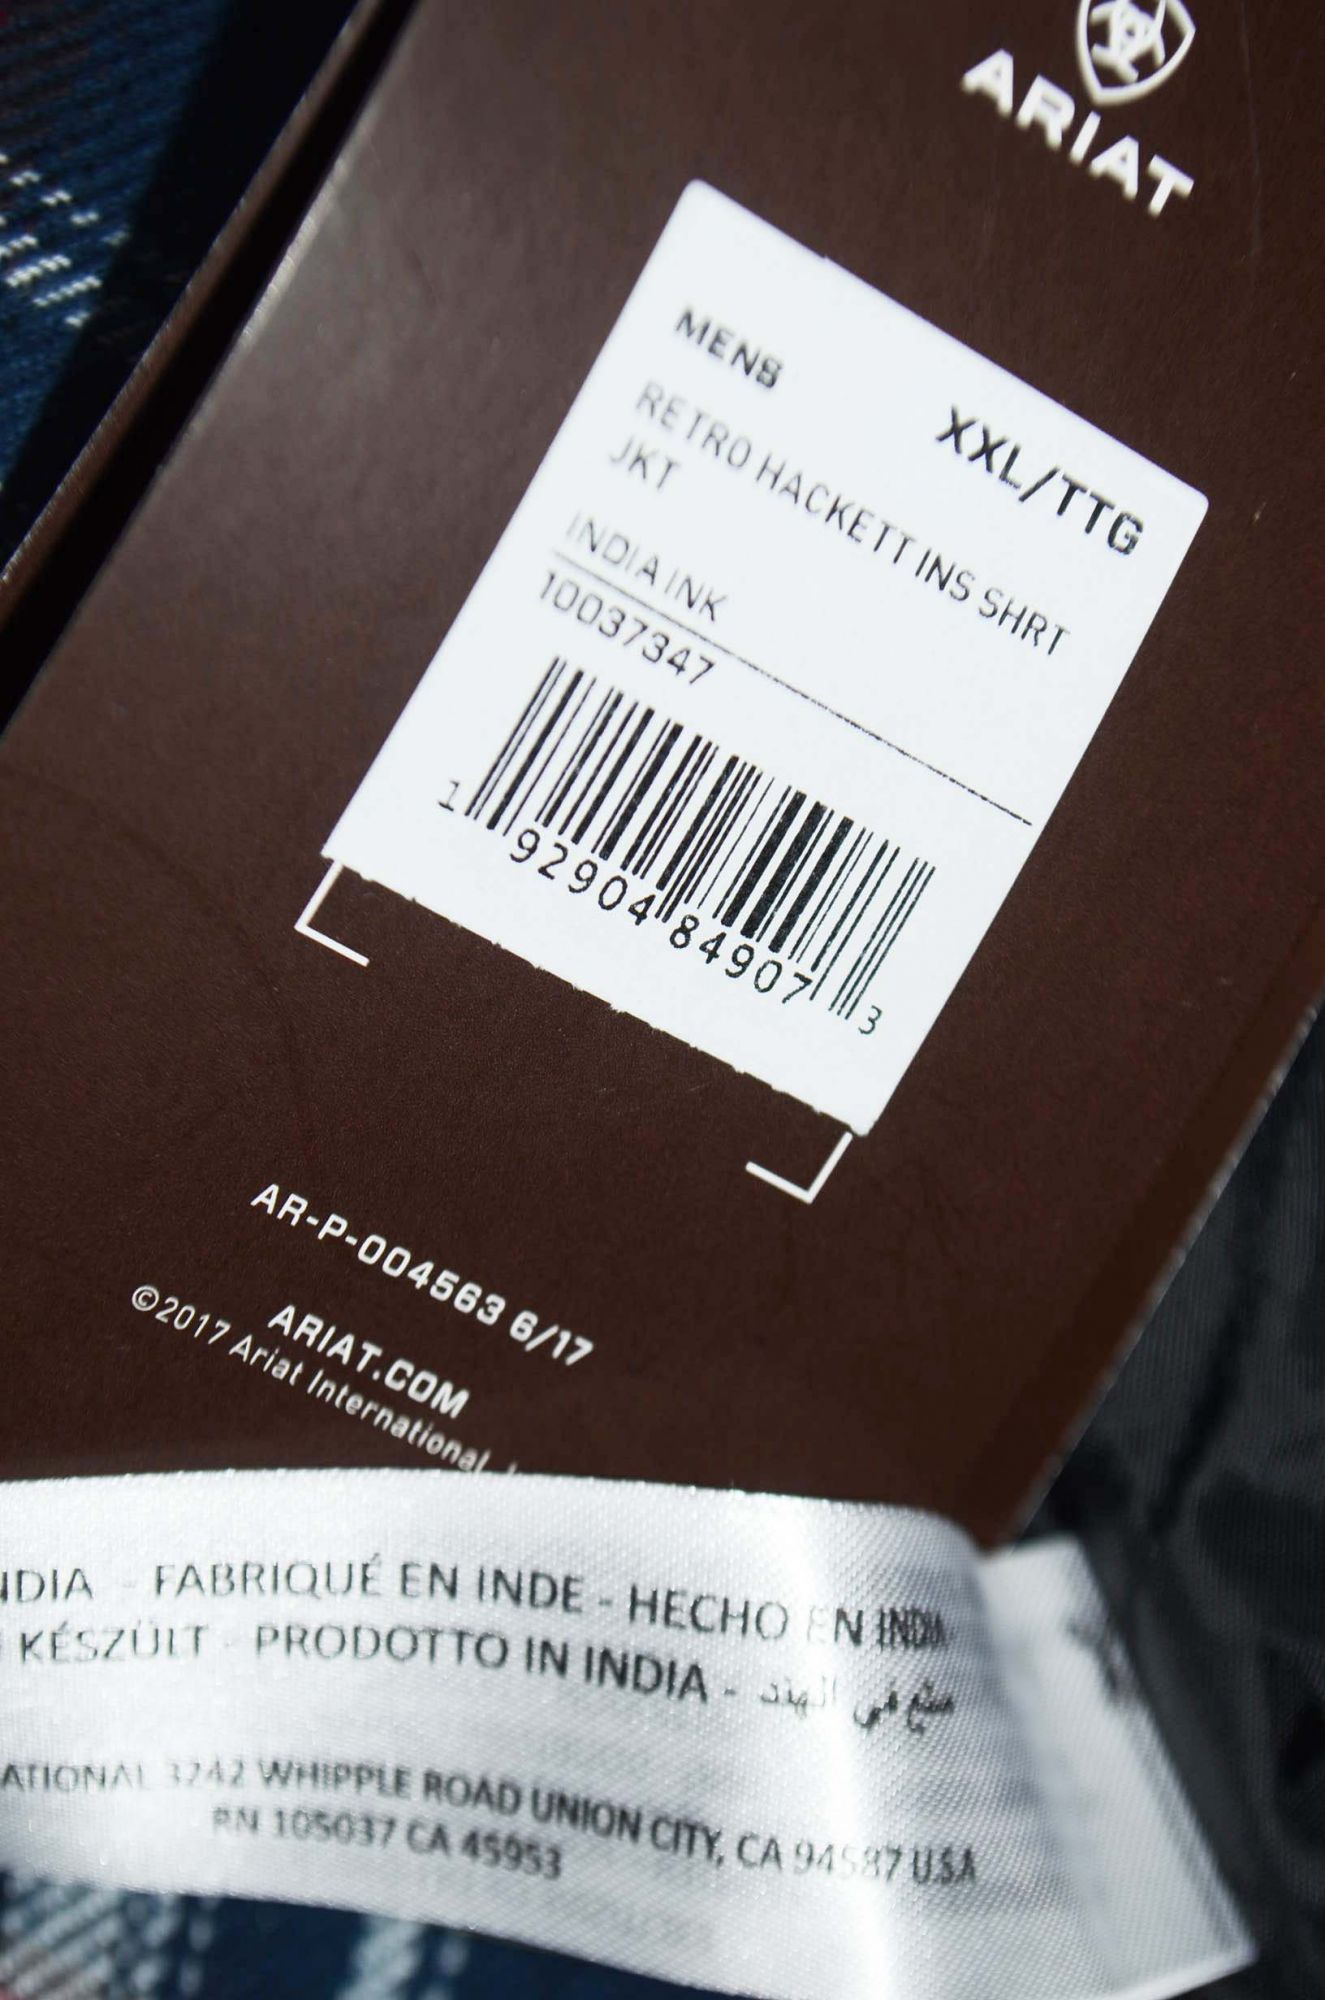 ARIAT
MENS
XXL/TTG
RETRO HACKETT INS SHRT
JKT
INDIA INK
10037347
1 92904 84907 3
AR-P-004563 6/17
ARIAT.COM
©2017 Ariat International
NDIA - FABRIQUÉ EN INDE - HECHO EN INDIA
KÉSZÜLT - PRODOTTO IN INDIA - صنع في الهند
ATIONAL 3242 WHIPPLE ROAD UNION CITY, CA 94587 USA
RN 105037 CA 45953